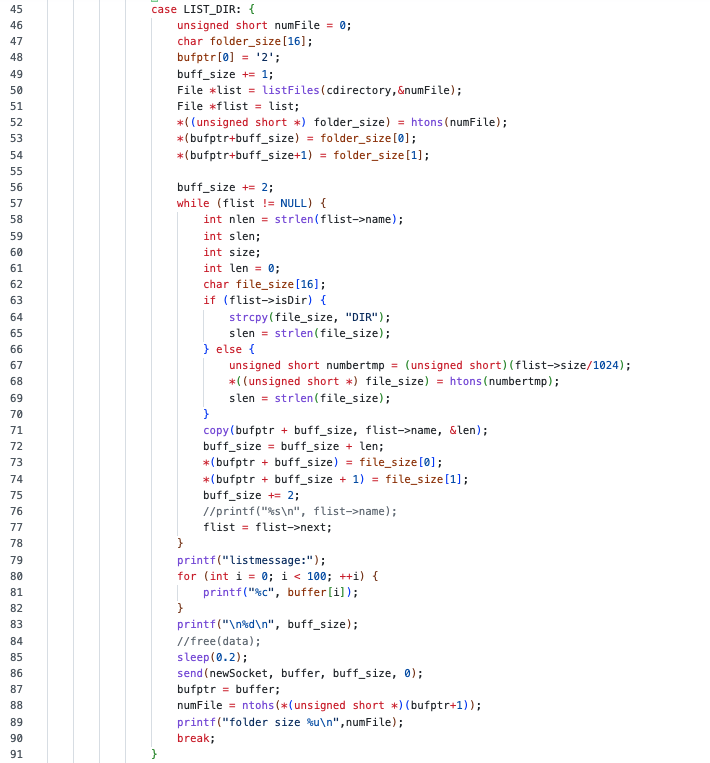 45 case LIST_DIR: {
46 unsigned short numFile = 0;
47 char folder_size[16];
48 bufptr[0] = '2';
49 buff_size += 1;
50 File *list = listFiles(cdirectory,&numFile);
51 File *flist = list;
52 *((unsigned short *) folder_size) = htons(numFile);
53 *(bufptr+buff_size) = folder_size[0];
54 *(bufptr+buff_size+1) = folder_size[1];
55
56 buff_size += 2;
57 while (flist != NULL) {
58 int nlen = strlen(flist->name);
59 int slen;
60 int size;
61 int len = 0;
62 char file_size[16];
63 if (flist->isDir) {
64 strcpy(file_size, "DIR");
65 slen = strlen(file_size);
66 } else {
67 unsigned short numbertmp = (unsigned short)(flist->size/1024);
68 *((unsigned short *) file_size) = htons(numbertmp);
69 slen = strlen(file_size);
70 }
71 copy(bufptr + buff_size, flist->name, &len);
72 buff_size = buff_size + len;
73 *(bufptr + buff_size) = file_size[0];
74 *(bufptr + buff_size + 1) = file_size[1];
75 buff_size += 2;
76 //printf("%s\n", flist->name);
77 flist = flist->next;
78 }
79 printf("listmessage:");
80 for (int i = 0; i < 100; ++i) {
81 printf("%c", buffer[i]);
82 }
83 printf("\n%d\n", buff_size);
84 //free(data);
85 sleep(0.2);
86 send(newSocket, buffer, buff_size, 0);
87 bufptr = buffer;
88 numFile = ntohs(*(unsigned short *)(bufptr+1));
89 printf("folder size %u\n",numFile);
90 break;
91 }